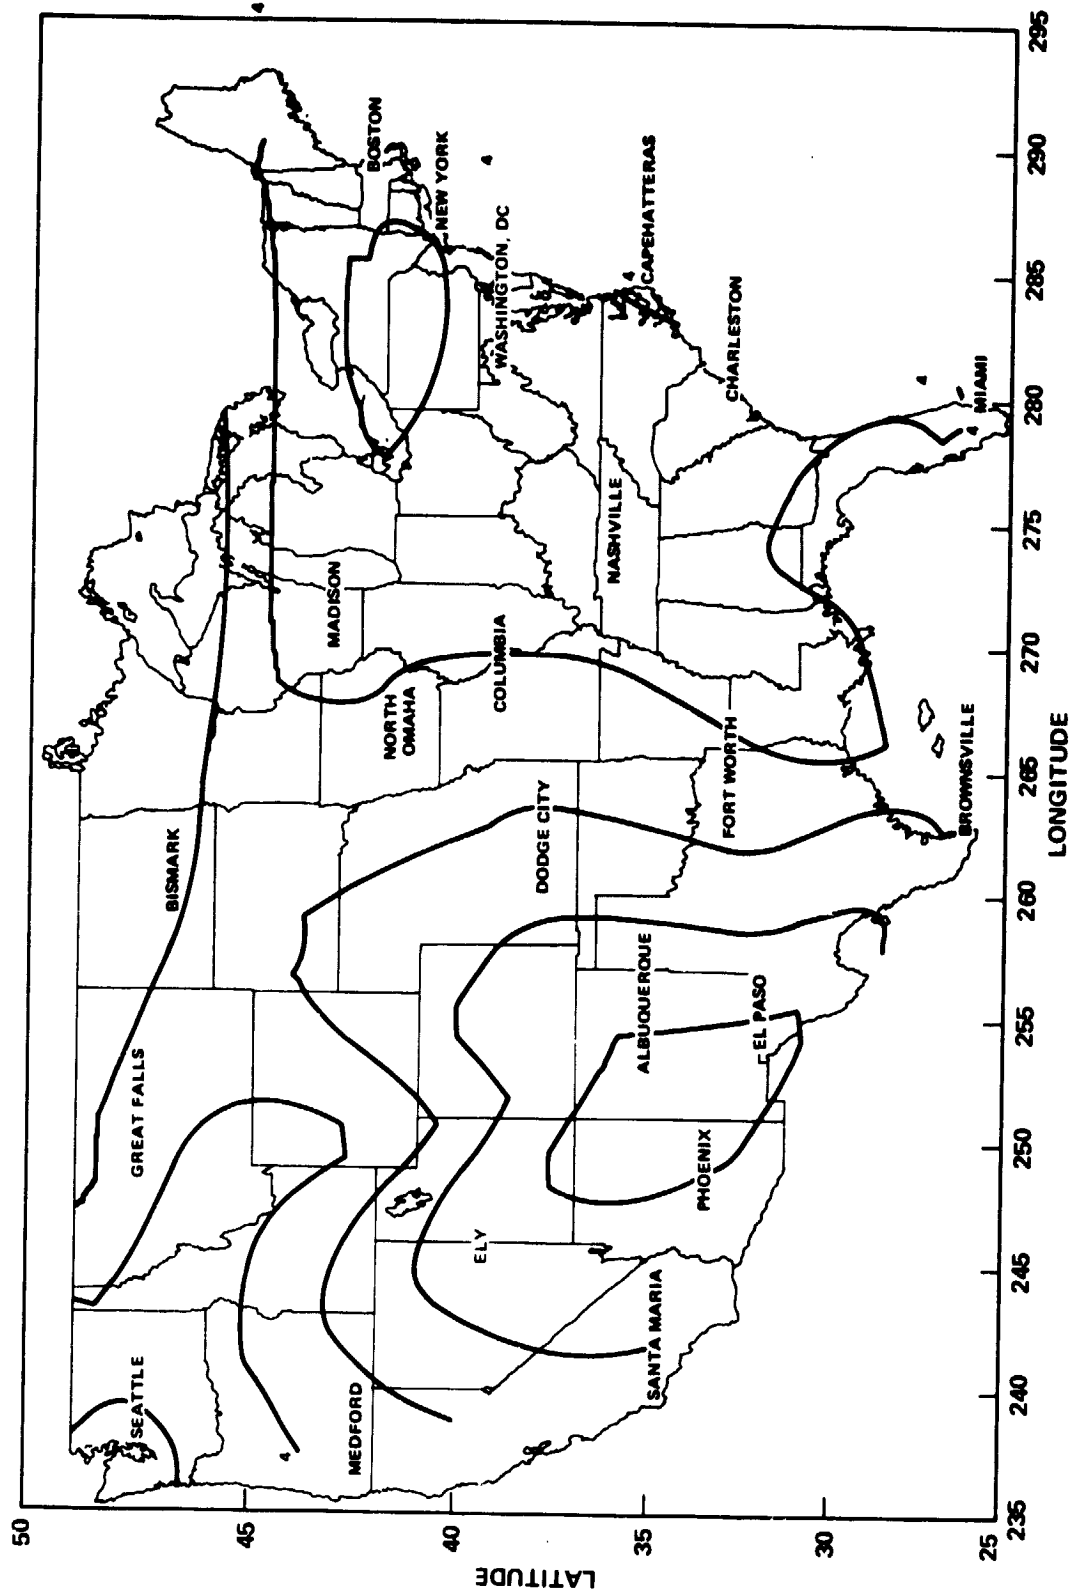 50
45
40
35
30
25
LATITUDE
235
240
245
250
255
260
265
270
275
280
285
290
295
LONGITUDE
SEATTLE
GREAT FALLS
BISMARK
MADISON
BOSTON
NEW YORK
WASHINGTON, DC
CAPEHATTERAS
CHARLESTON
MIAMI
NASHVILLE
COLUMBIA
NORTH
OMAHA
DODGE CITY
FORT WORTH
BROWNSVILLE
ALBUQUERQUE
EL PASO
PHOENIX
ELY
SANTA MARIA
MEDFORD
4
4
4
4
4
4